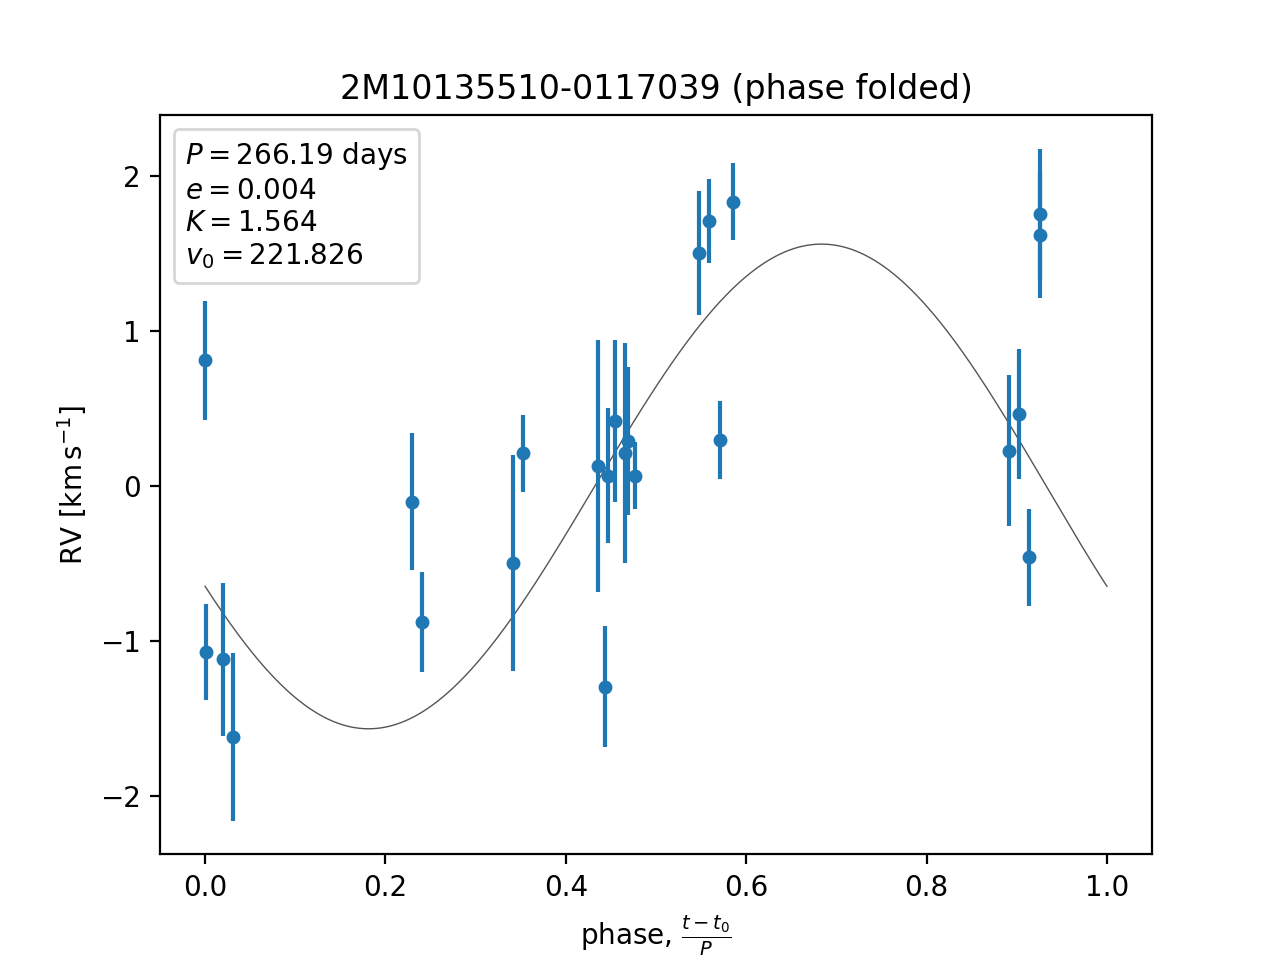 2M10135510-0117039 (phase folded)
P = 266.19 days
e = 0.004
K = 1.564
v₀ = 221.826
RV [km s⁻¹]
2
1
0
−1
−2
0.0 0.2 0.4 0.6 0.8 1.0
phase, (t − t₀)/P